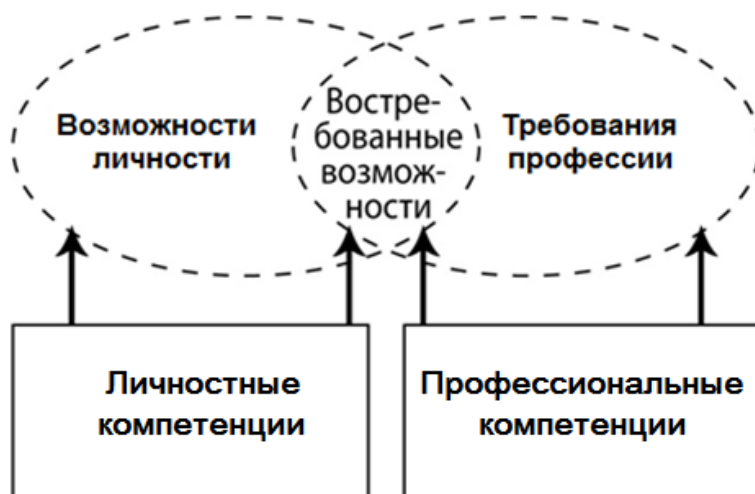 Возможности
личности
Востре-
бованные
возмож-
ности
Требования
профессии
Личностные
компетенции
Профессиональные
компетенции